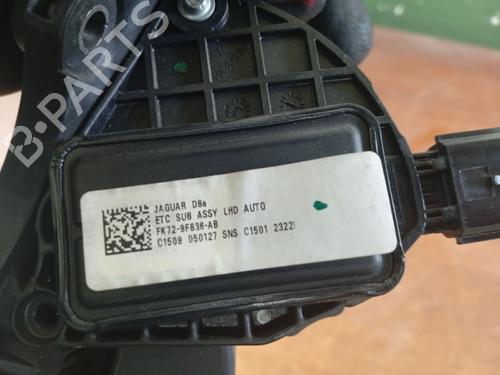 B-PARTS
JAGUAR D8a
ETC SUB ASSY LHD AUTO
FK72-9F836-AB
C1509 050127 SNS C1501 2322